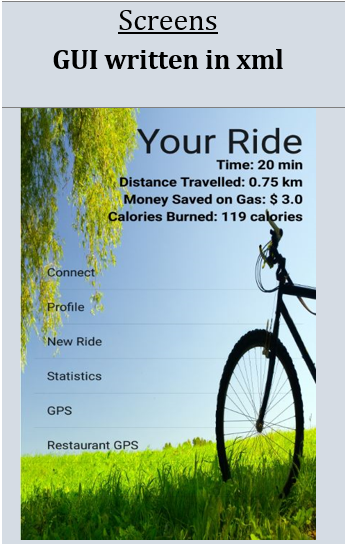 Screens
GUI written in xml
Your Ride
Time: 20 min
Distance Travelled: 0.75 km
Money Saved on Gas: $ 3.0
Calories Burned: 119 calories
Connect
Profile
New Ride
Statistics
GPS
Restaurant GPS